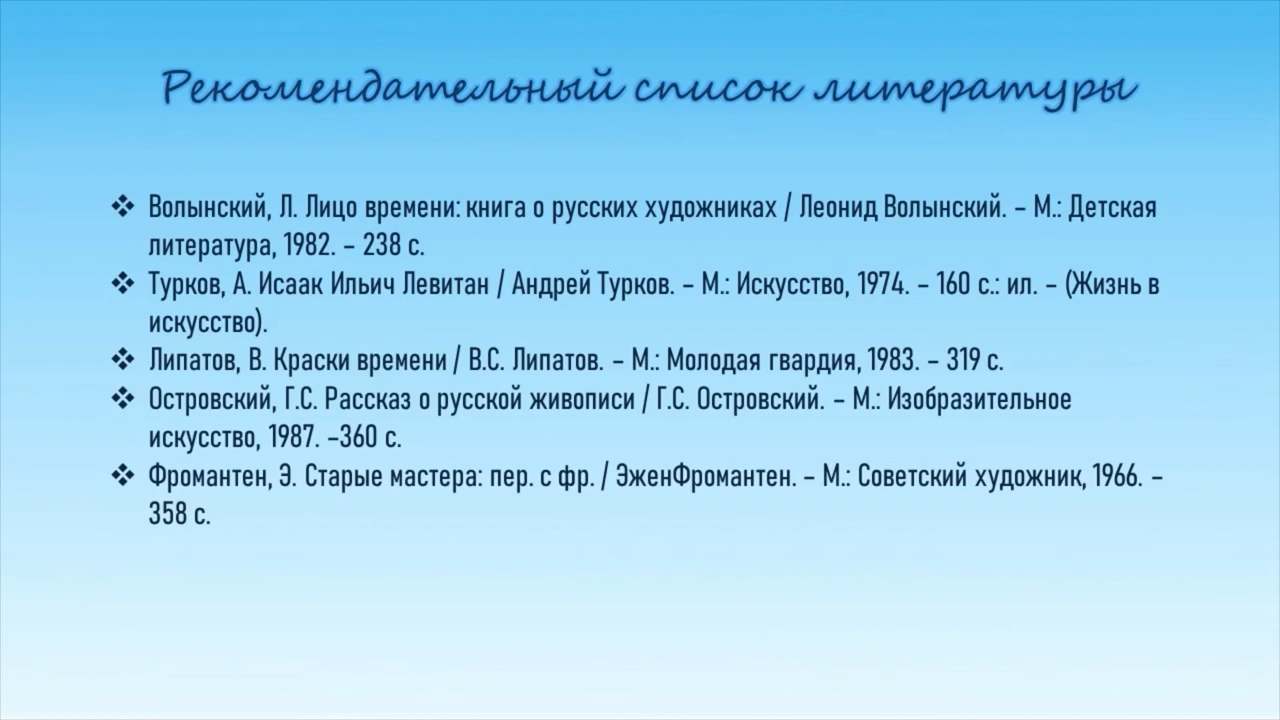 Рекомендательный список литературы
❖ Волынский, Л. Лицо времени: книга о русских художниках / Леонид Волынский. – М.: Детская
литература, 1982. – 238 с.
❖ Турков, А. Исаак Ильич Левитан / Андрей Турков. – М.: Искусство, 1974. – 160 с.: ил. – (Жизнь в
искусство).
❖ Липатов, В. Краски времени / В.С. Липатов. – М.: Молодая гвардия, 1983. – 319 с.
❖ Островский, Г.С. Рассказ о русской живописи / Г.С. Островский. – М.: Изобразительное
искусство, 1987. –360 с.
❖ Фромантен, Э. Старые мастера: пер. с фр. / ЭженФромантен. – М.: Советский художник, 1966. –
358 с.